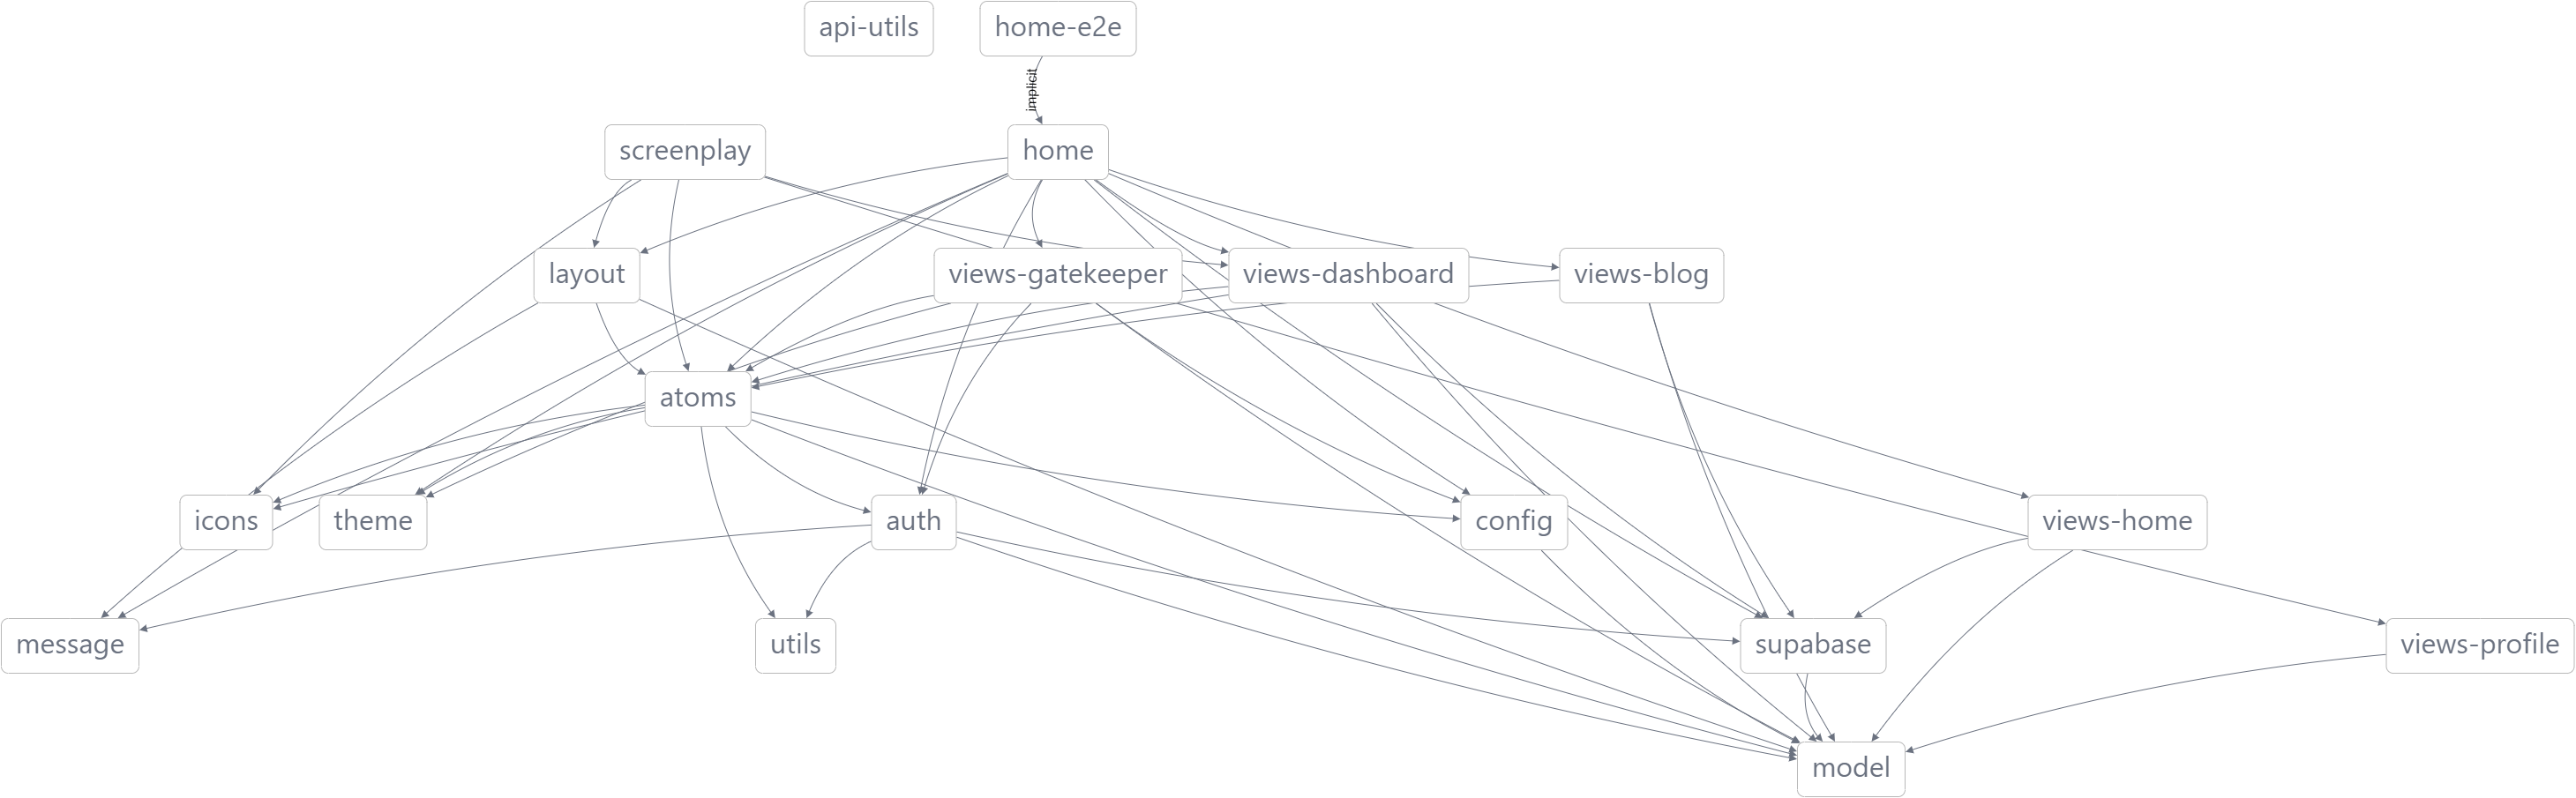 api-utils
home-e2e
implicit
screenplay
home
layout
views-gatekeeper
views-dashboard
views-blog
atoms
icons
theme
auth
config
views-home
message
utils
supabase
views-profile
model